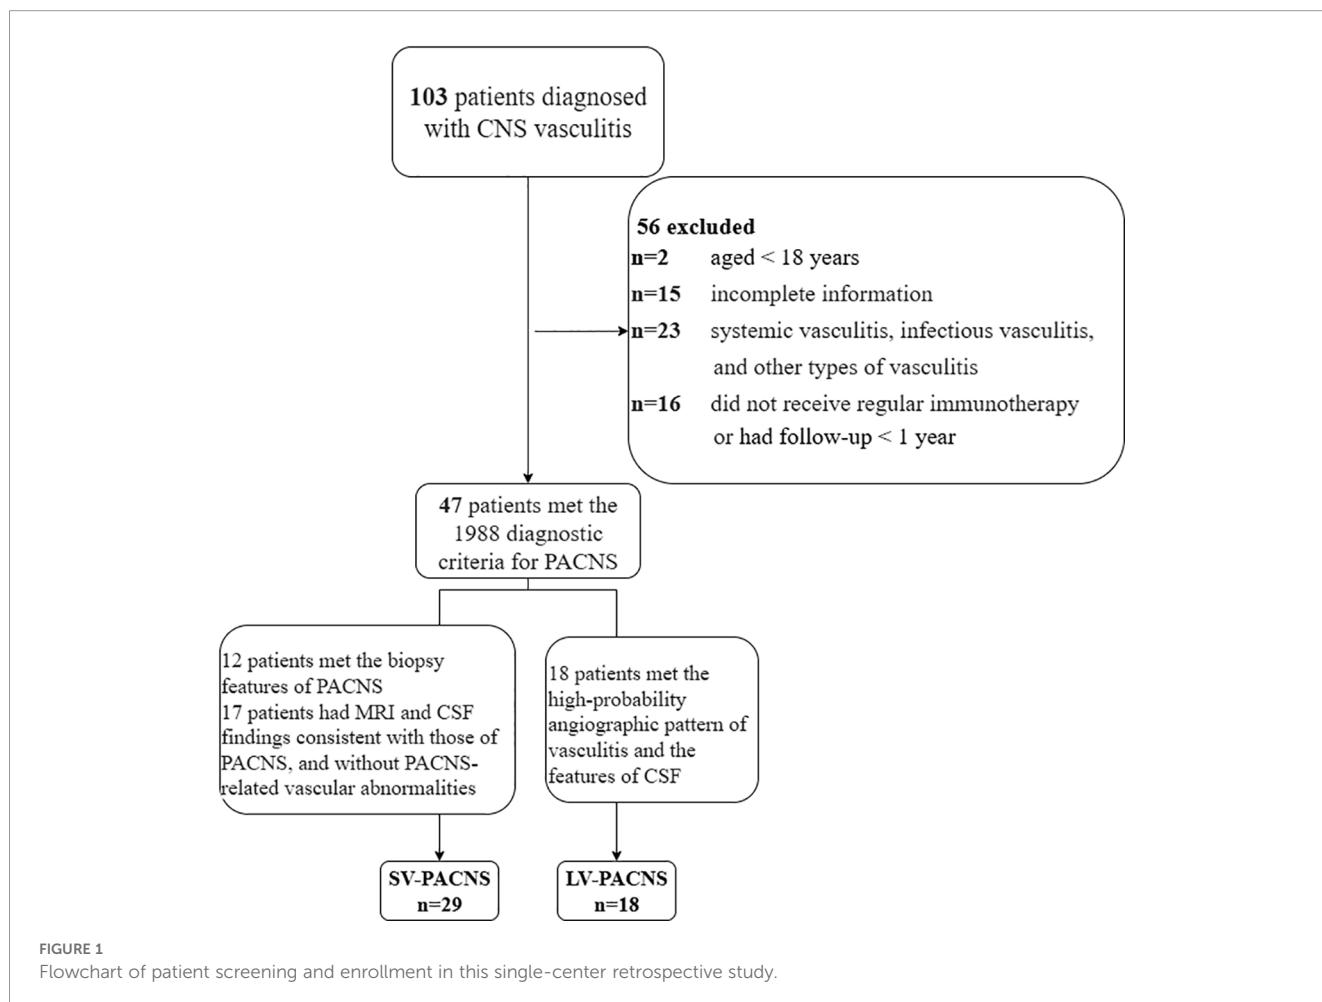 103 patients diagnosed
with CNS vasculitis
56 excluded
n=2 aged < 18 years
n=15 incomplete information
n=23 systemic vasculitis, infectious vasculitis,
and other types of vasculitis
n=16 did not receive regular immunotherapy
or had follow-up < 1 year
47 patients met the
1988 diagnostic
criteria for PACNS
12 patients met the biopsy
features of PACNS
17 patients had MRI and CSF
findings consistent with those of
PACNS, and without PACNS-
related vascular abnormalities
18 patients met the
high-probability
angiographic pattern of
vasculitis and the
features of CSF
SV-PACNS
n=29
LV-PACNS
n=18
FIGURE 1
Flowchart of patient screening and enrollment in this single-center retrospective study.